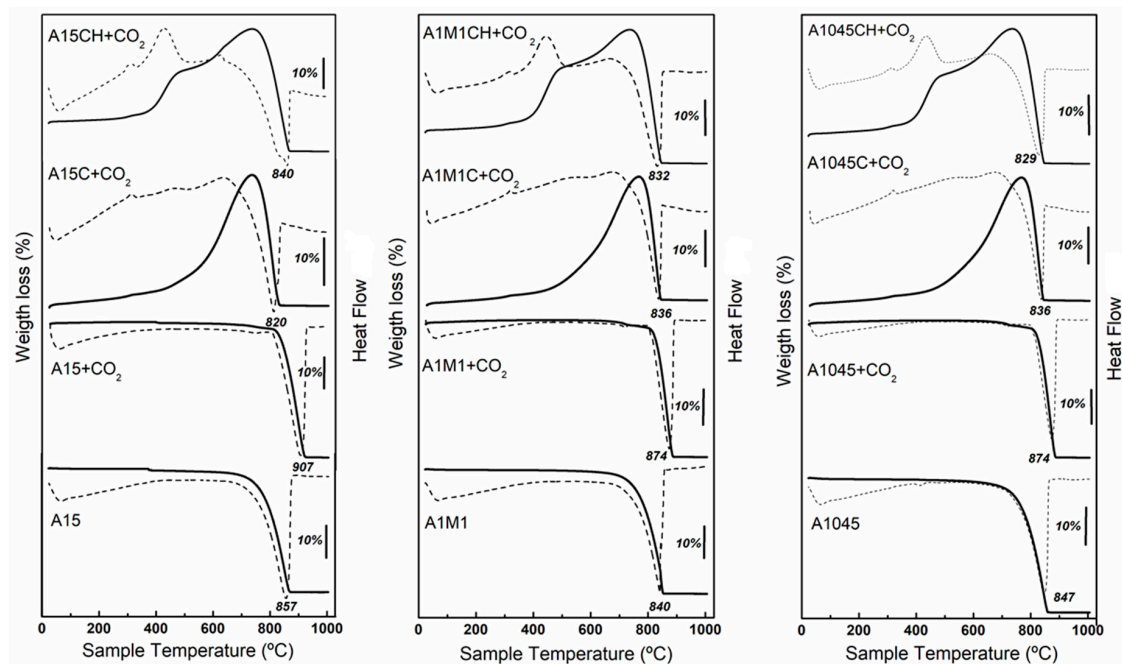 Weigth loss (%)
A15CH+CO2
10%
840
A15C+CO2
10%
820
A15+CO2
10%
907
A15
10%
857
0 200 400 600 800 1000
Sample Temperature (ºC)
Heat Flow
Weigth loss (%)
A1M1CH+CO2
10%
832
A1M1C+CO2
10%
836
A1M1+CO2
10%
874
A1M1
10%
840
0 200 400 600 800 1000
Sample Temperature (ºC)
Heat Flow
Weigth loss (%)
A1045CH+CO2
10%
829
A1045C+CO2
10%
836
A1045+CO2
10%
874
A1045
10%
847
0 200 400 600 800 1000
Sample Temperature (ºC)
Heat Flow